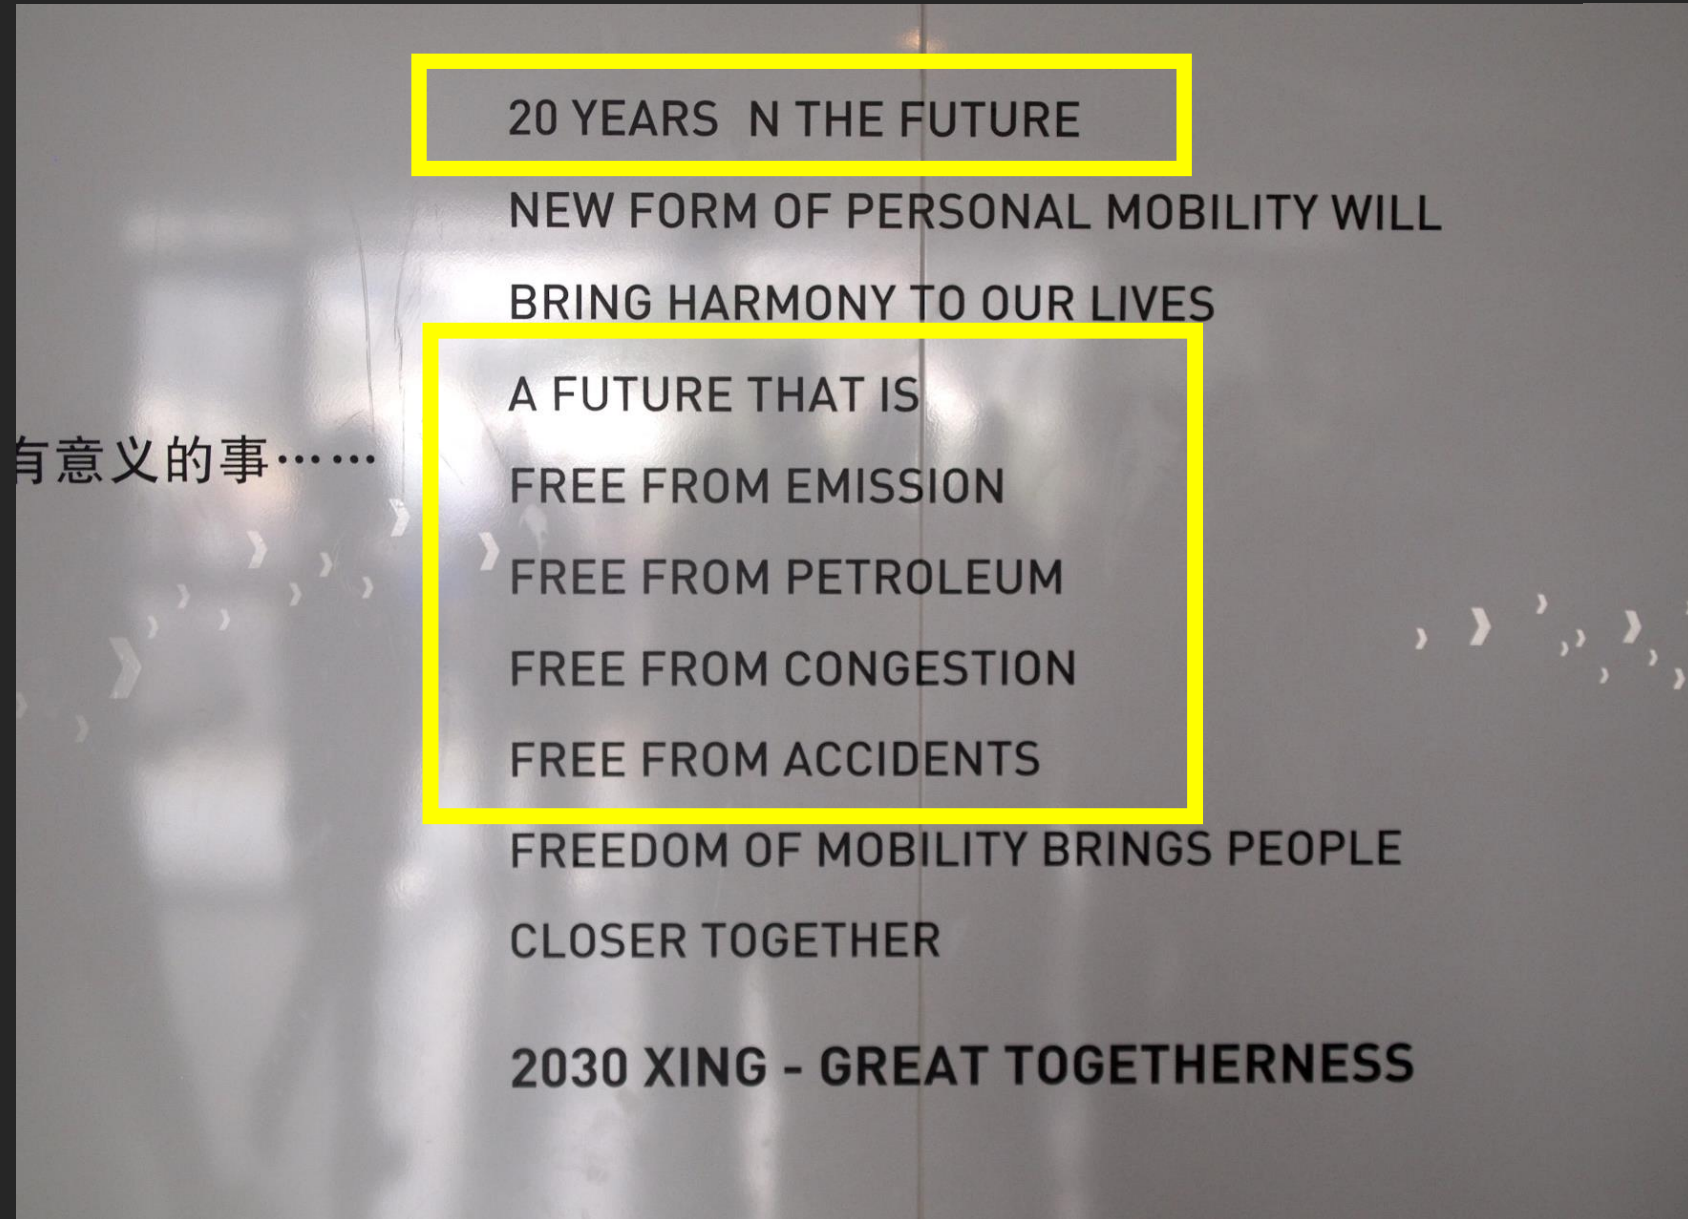 20 YEARS  N THE FUTURE
NEW FORM OF PERSONAL MOBILITY WILL
BRING HARMONY TO OUR LIVES
A FUTURE THAT IS
有意义的事……
FREE FROM EMISSION
FREE FROM PETROLEUM
FREE FROM CONGESTION
FREE FROM ACCIDENTS
FREEDOM OF MOBILITY BRINGS PEOPLE
CLOSER TOGETHER
2030 XING - GREAT TOGETHERNESS